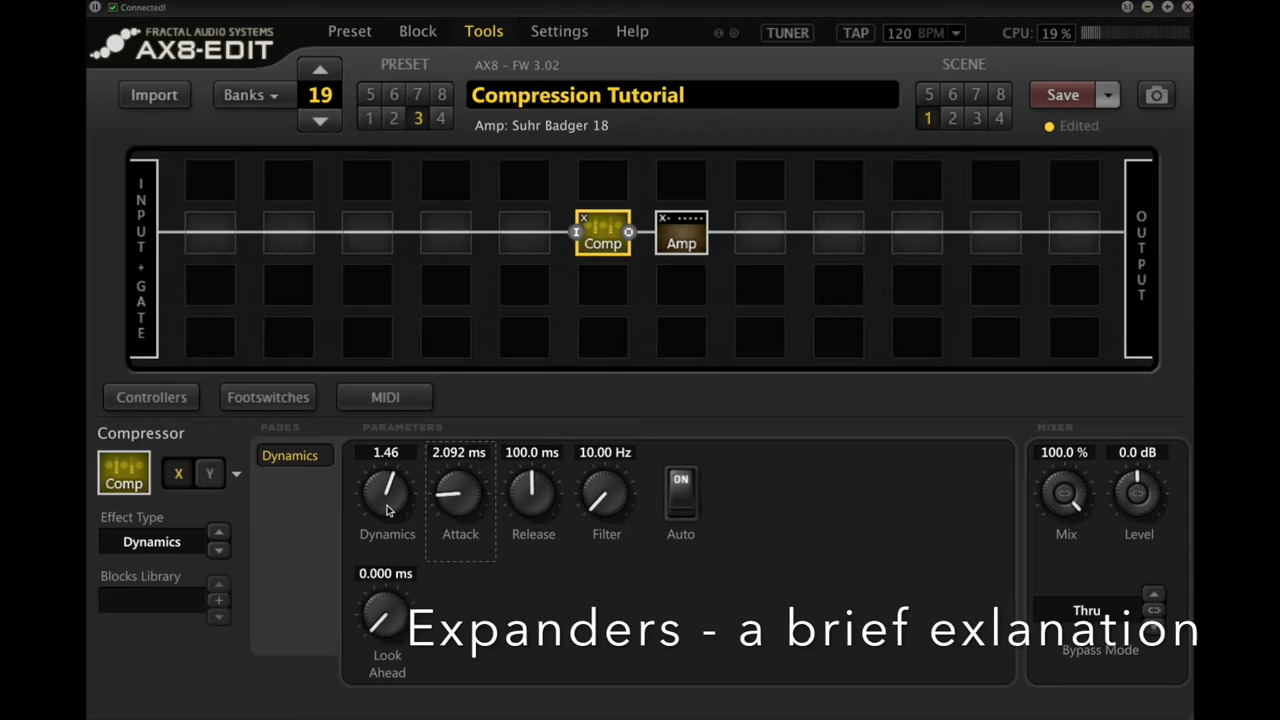 Connected!
FRACTAL AUDIO SYSTEMS
AX8-EDIT
Preset Block Tools Settings Help
TUNER
TAP
120 BPM
CPU: 19 %
Import
Banks
19
PRESET
5 6 7 8
1 2 3 4
AX8 - FW 3.02
Compression Tutorial
Amp: Suhr Badger 18
SCENE
5 6 7 8
1 2 3 4
Save
Edited
INPUT + GATE
X
I
O
Comp
X
Amp
OUTPUT
Controllers
Footswitches
MIDI
Compressor
Comp
X Y
Effect Type
Dynamics
Blocks Library
+
PAGES
Dynamics
PARAMETERS
1.46 2.092 ms 100.0 ms 10.00 Hz
ON
Dynamics Attack Release Filter Auto
0.000 ms
Look
Ahead
MIXER
100.0 % 0.0 dB
Mix Level
Thru
Bypass Mode
Expanders - a brief exlanation